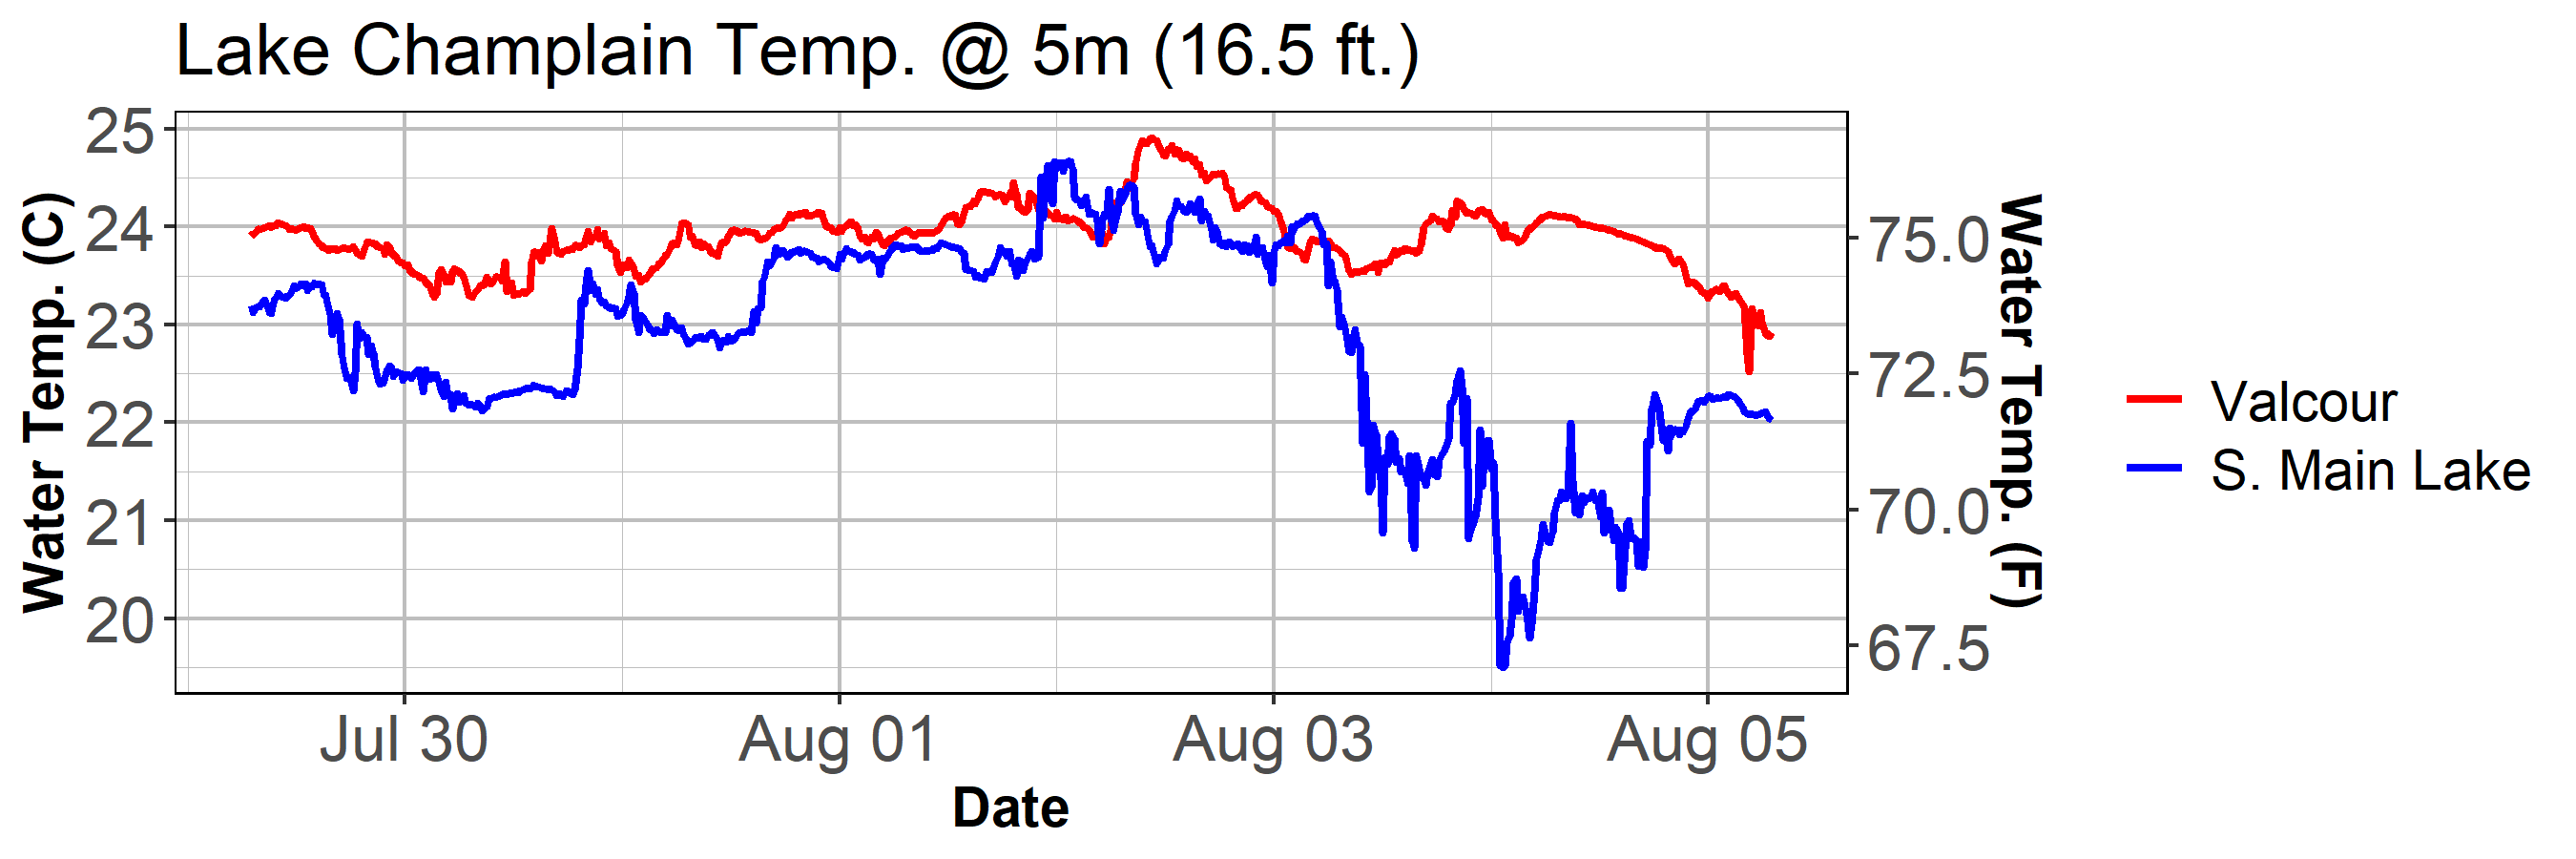 Lake Champlain Temp. @ 5m (16.5 ft.)
Water Temp. (C)
25
24
23
22
21
20
75.0
72.5
70.0
67.5
Water Temp. (F)
Jul 30
Aug 01
Aug 03
Aug 05
Date
Valcour
S. Main Lake